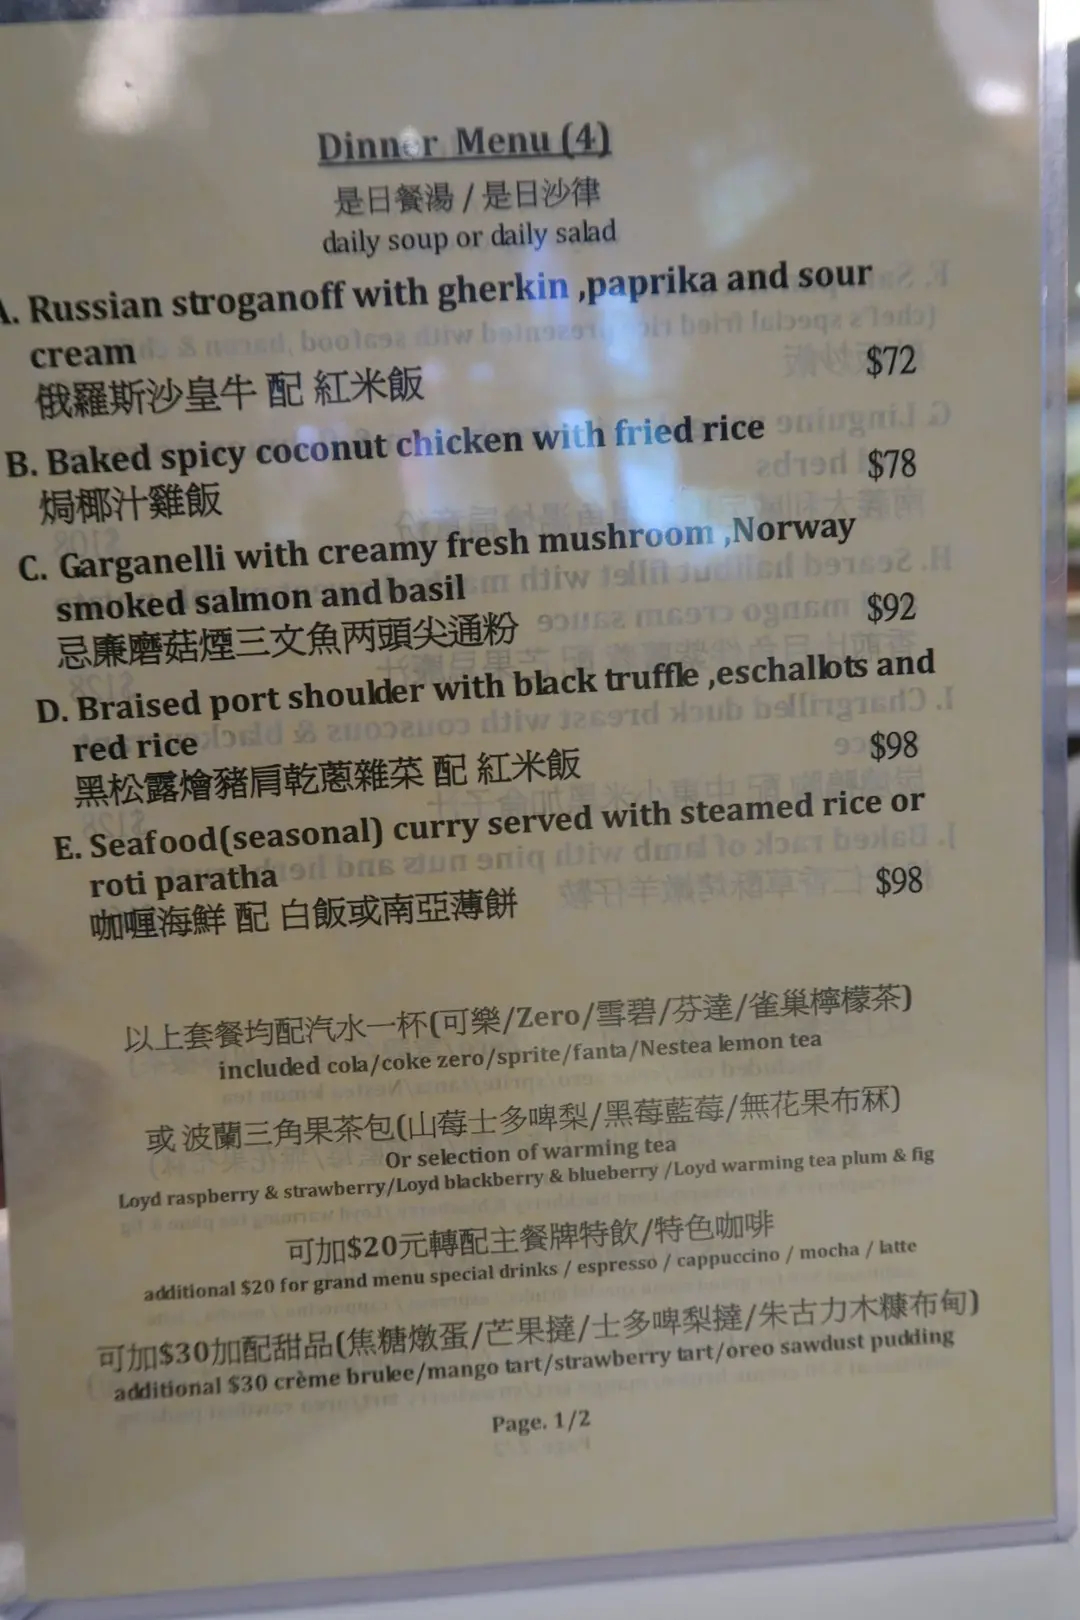 Dinner Menu (4)
是日餐湯 / 是日沙律
daily soup or daily salad
A. Russian stroganoff with gherkin ,paprika and sour
cream
$72
俄羅斯沙皇牛 配 紅米飯
B. Baked spicy coconut chicken with fried rice
$78
焗椰汁雞飯
C. Garganelli with creamy fresh mushroom ,Norway
smoked salmon and basil
$92
忌廉磨菇煙三文魚两頭尖通粉
D. Braised port shoulder with black truffle ,eschallots and
red rice
$98
黑松露燴豬肩乾蔥雜菜 配 紅米飯
E. Seafood(seasonal) curry served with steamed rice or
roti paratha
$98
咖喱海鮮 配 白飯或南亞薄餅
以上套餐均配汽水一杯(可樂/Zero/雪碧/芬達/雀巢檸檬茶)
included cola/coke zero/sprite/fanta/Nestea lemon tea
或 波蘭三角果茶包(山莓士多啤梨/黑莓藍莓/無花果布冧)
Or selection of warming tea
Loyd raspberry & strawberry/Loyd blackberry & blueberry /Loyd warming tea plum & fig
可加$20元轉配主餐牌特飲/特色咖啡
additional $20 for grand menu special drinks / espresso / cappuccino / mocha / latte
可加$30加配甜品(焦糖燉蛋/芒果撻/士多啤梨撻/朱古力木糠布甸)
additional $30 crème brulee/mango tart/strawberry tart/oreo sawdust pudding
Page. 1/2